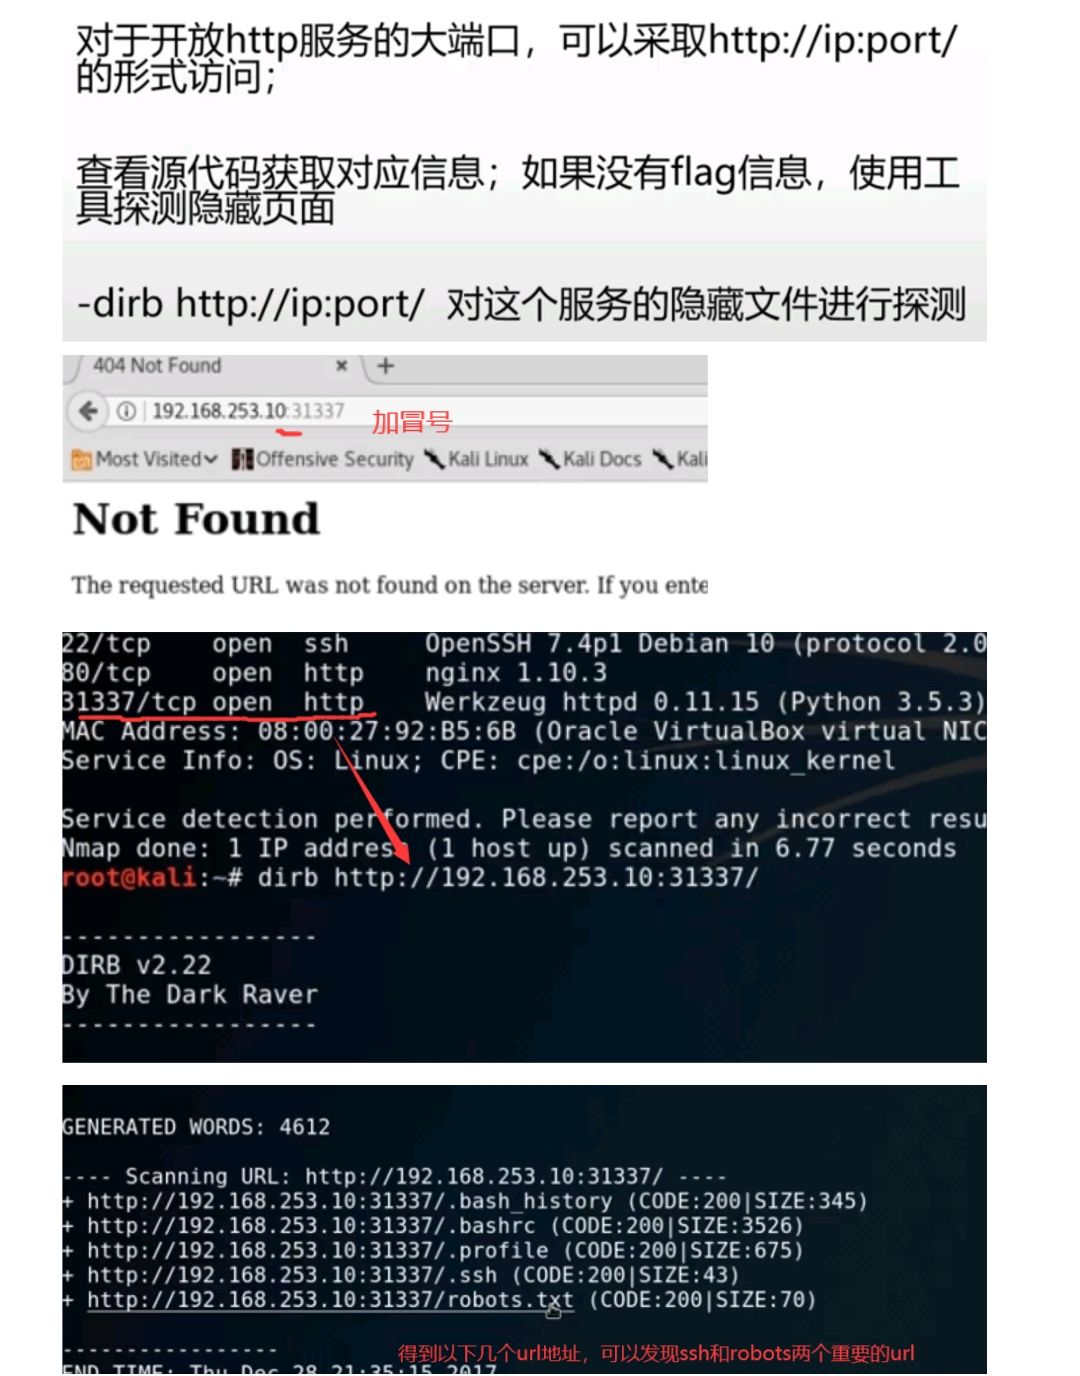 对于开放http服务的大端口，可以采取http://ip:port/
的形式访问；
查看源代码获取对应信息；如果没有flag信息，使用工
具探测隐藏页面
-dirb http://ip:port/ 对这个服务的隐藏文件进行探测
404 Not Found
192.168.253.10:31337
加冒号
Most Visited Offensive Security Kali Linux Kali Docs Kali
Not Found
The requested URL was not found on the server. If you ente
22/tcp open ssh OpenSSH 7.4p1 Debian 10 (protocol 2.0
80/tcp open http nginx 1.10.3
31337/tcp open http Werkzeug httpd 0.11.15 (Python 3.5.3)
MAC Address: 08:00:27:92:B5:6B (Oracle VirtualBox virtual NIC
Service Info: OS: Linux; CPE: cpe:/o:linux:linux_kernel
Service detection performed. Please report any incorrect resu
Nmap done: 1 IP address (1 host up) scanned in 6.77 seconds
root@kali:~# dirb http://192.168.253.10:31337/
-----------------
DIRB v2.22
By The Dark Raver
-----------------
GENERATED WORDS: 4612
---- Scanning URL: http://192.168.253.10:31337/ ----
+ http://192.168.253.10:31337/.bash_history (CODE:200|SIZE:345)
+ http://192.168.253.10:31337/.bashrc (CODE:200|SIZE:3526)
+ http://192.168.253.10:31337/.profile (CODE:200|SIZE:675)
+ http://192.168.253.10:31337/.ssh (CODE:200|SIZE:43)
+ http://192.168.253.10:31337/robots.txt (CODE:200|SIZE:70)
-----------------
得到以下几个url地址，可以发现ssh和robots两个重要的url
END TIME: Thu Dec 28 21:35:15 2017